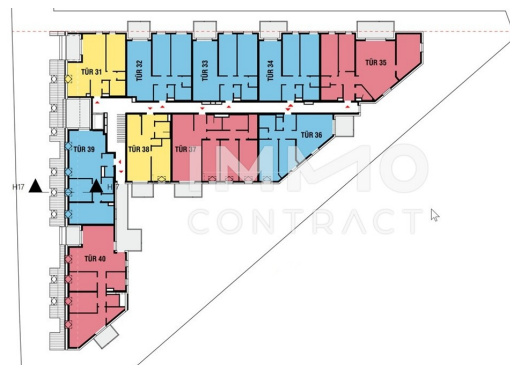 TÜR 31
TÜR 32
TÜR 33
TÜR 34
TÜR 35
TÜR 38
TÜR 37
TÜR 36
TÜR 39
H17
H17
TÜR 40
IMMO
CONTRACT